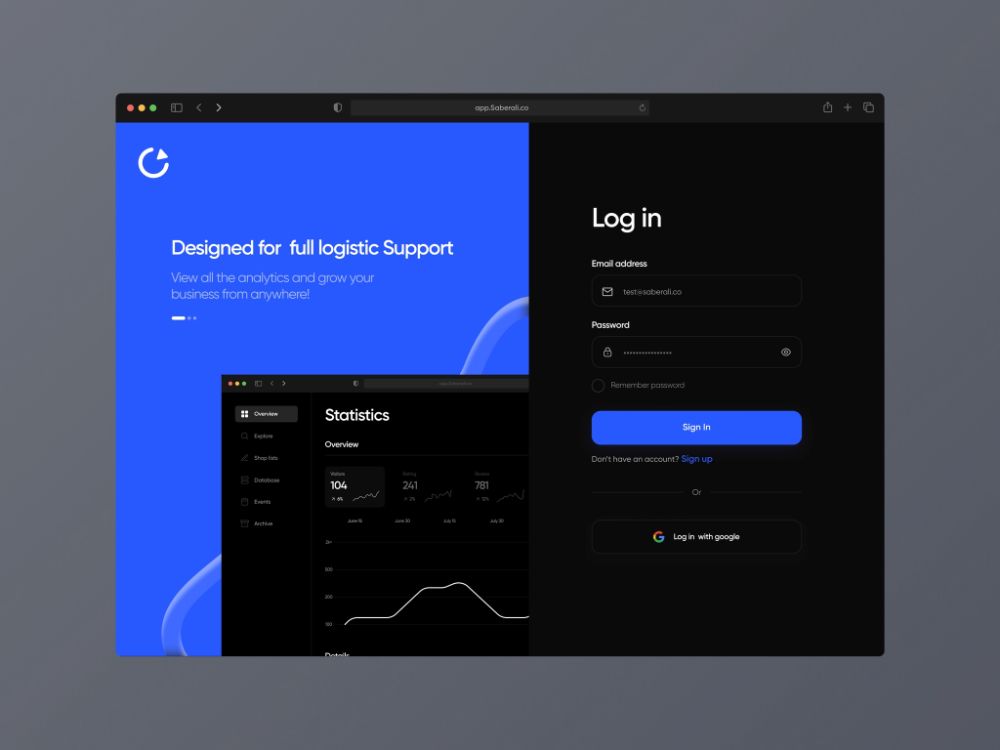 app.Saberali.co
Designed for full logistic Support
View all the analytics and grow your
business from anywhere!
Statistics
Overview
Overview
Explore
Shop lists
Database
Events
Archive
Visitors
104
6%
Rating
241
2%
781
12%
June 15
June 30
July 15
July 30
500
200
100
Details
Log in
Email address
test@saberali.co
Password
Remember password
Sign In
Don't have an account? Sign up
Or
Log in with google